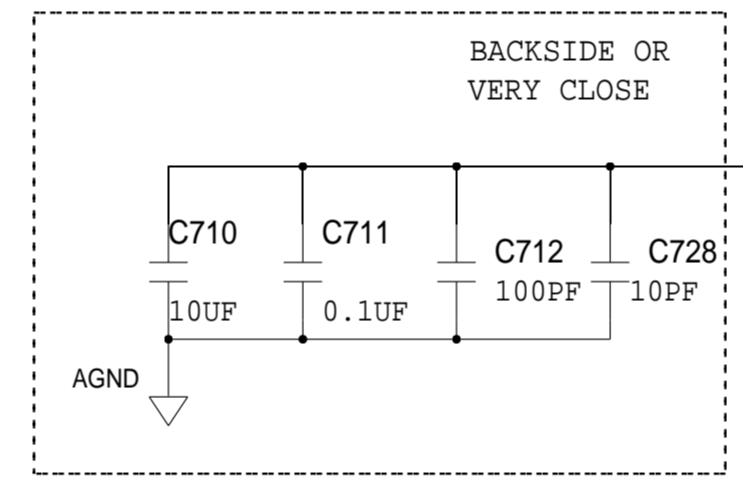 BACKSIDE OR
VERY CLOSE
C710
10UF
C711
0.1UF
C712
100PF
C728
10PF
AGND